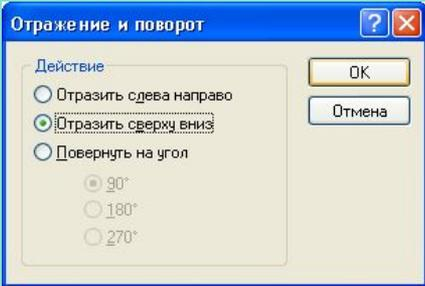 Отражение и поворот
Действие
Отразить слева направо
Отразить сверху вниз
Повернуть на угол
90°
180°
270°
OK
Отмена